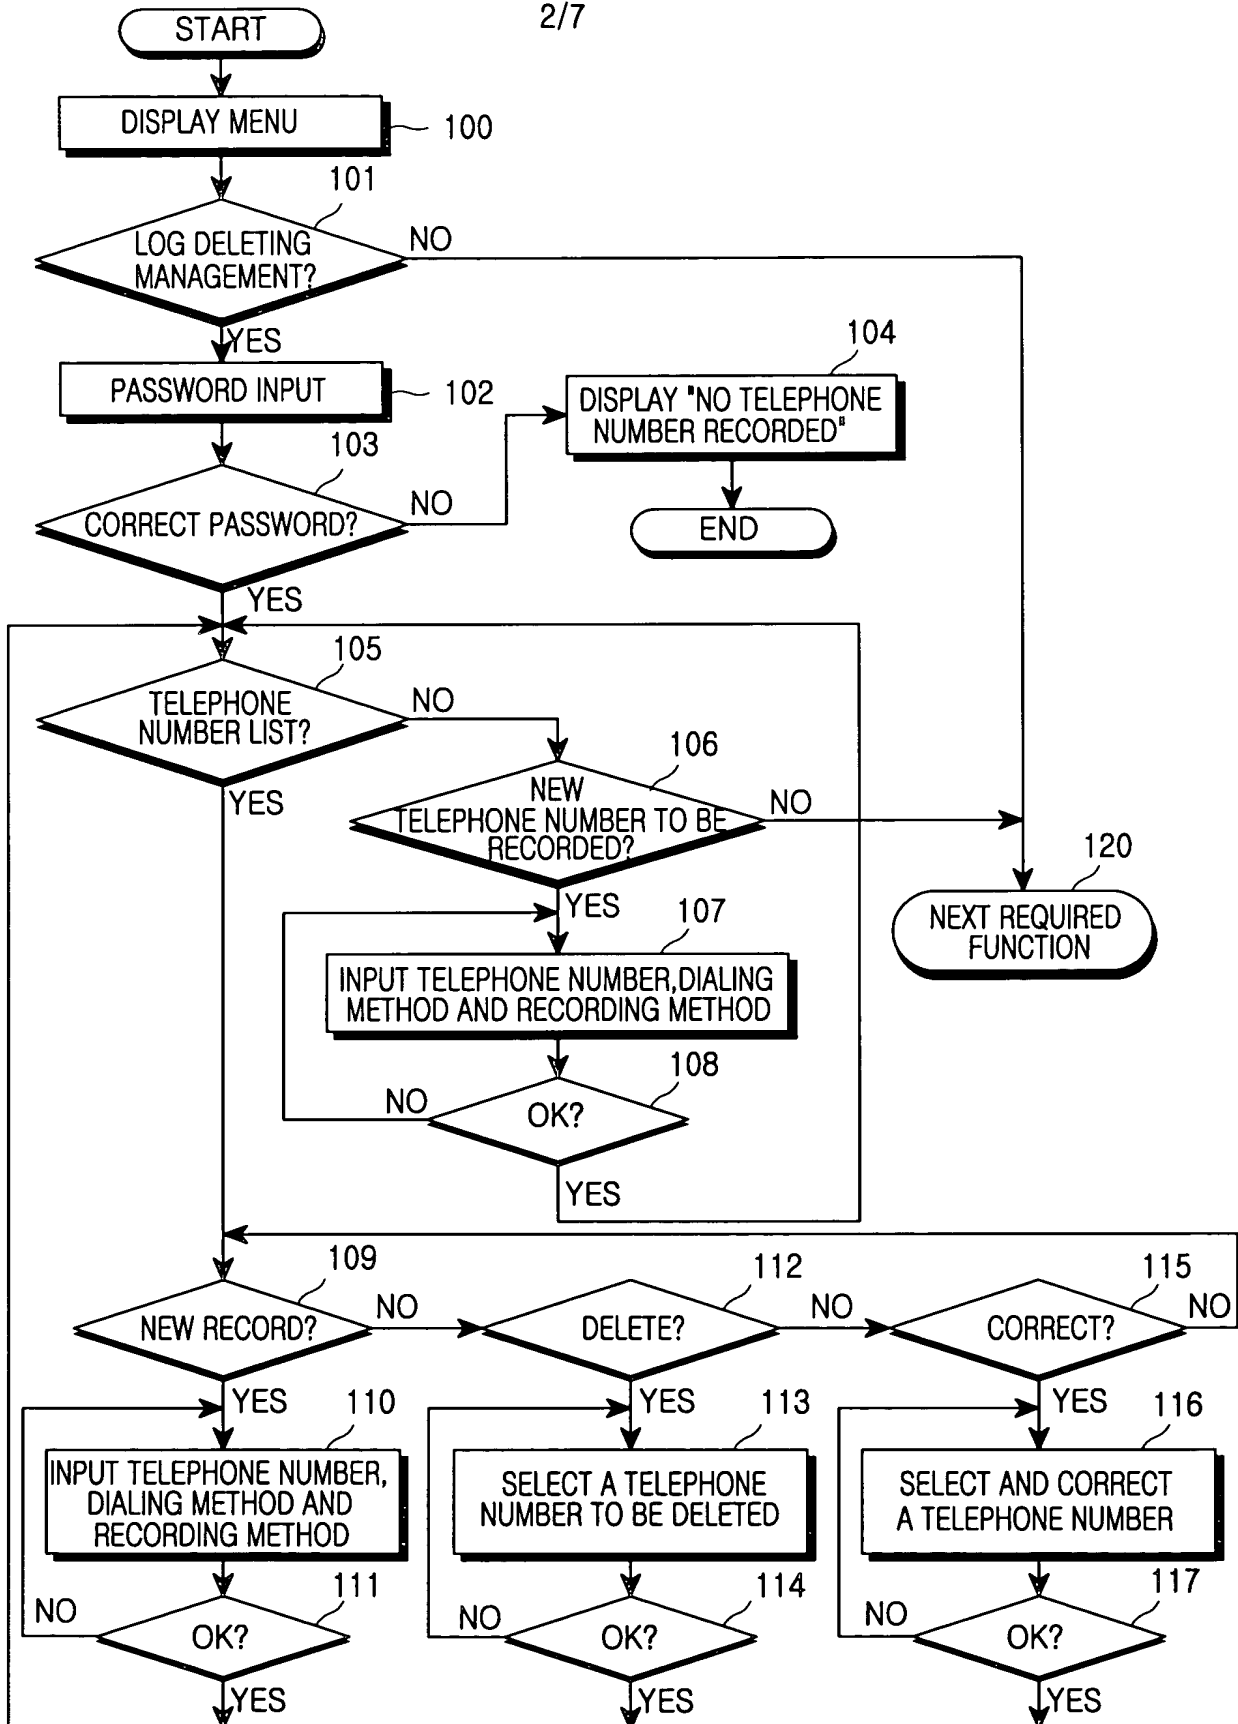 2/7
START
DISPLAY MENU
100
101
LOG DELETING
MANAGEMENT?
NO
YES
PASSWORD INPUT
102
104
DISPLAY "NO TELEPHONE
NUMBER RECORDED"
END
103
CORRECT PASSWORD?
NO
YES
105
TELEPHONE
NUMBER LIST?
NO
YES
106
NEW
TELEPHONE NUMBER TO BE
RECORDED?
NO
YES
120
NEXT REQUIRED
FUNCTION
107
INPUT TELEPHONE NUMBER,DIALING
METHOD AND RECORDING METHOD
108
OK?
NO
YES
109
NEW RECORD?
NO
YES
112
DELETE?
NO
YES
115
CORRECT?
NO
YES
110
INPUT TELEPHONE NUMBER,
DIALING METHOD AND
RECORDING METHOD
113
SELECT A TELEPHONE
NUMBER TO BE DELETED
116
SELECT AND CORRECT
A TELEPHONE NUMBER
111
OK?
NO
YES
114
OK?
NO
YES
117
OK?
NO
YES